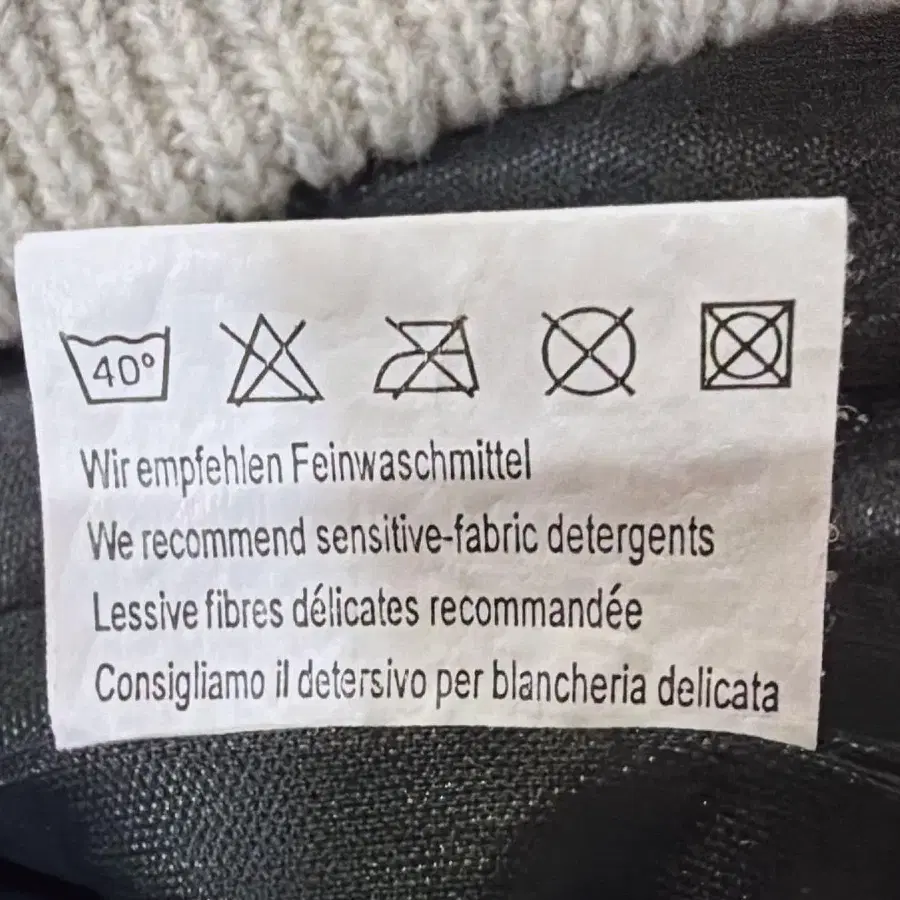 40°
Wir empfehlen Feinwaschmittel
We recommend sensitive-fabric detergents
Lessive fibres délicates recommandée
Consigliamo il detersivo per blancheria delicata